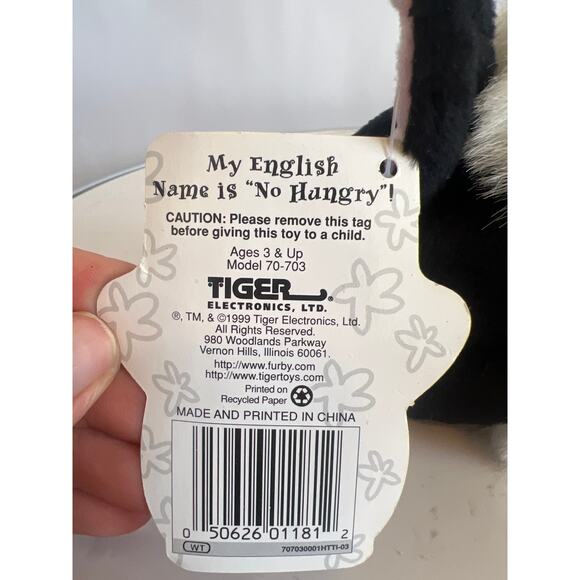 My English
Name is "No Hungry"!
CAUTION: Please remove this tag
before giving this toy to a child.
Ages 3 & Up
Model 70-703
TIGER®
ELECTRONICS, LTD.
®, TM, & ©1999 Tiger Electronics, Ltd.
All Rights Reserved.
980 Woodlands Parkway
Vernon Hills, Illinois 60061.
http://www.furby.com
http://www.tigertoys.com
Printed on
Recycled Paper
MADE AND PRINTED IN CHINA
0 50626 01181 2
WT
707030001HTTI-03